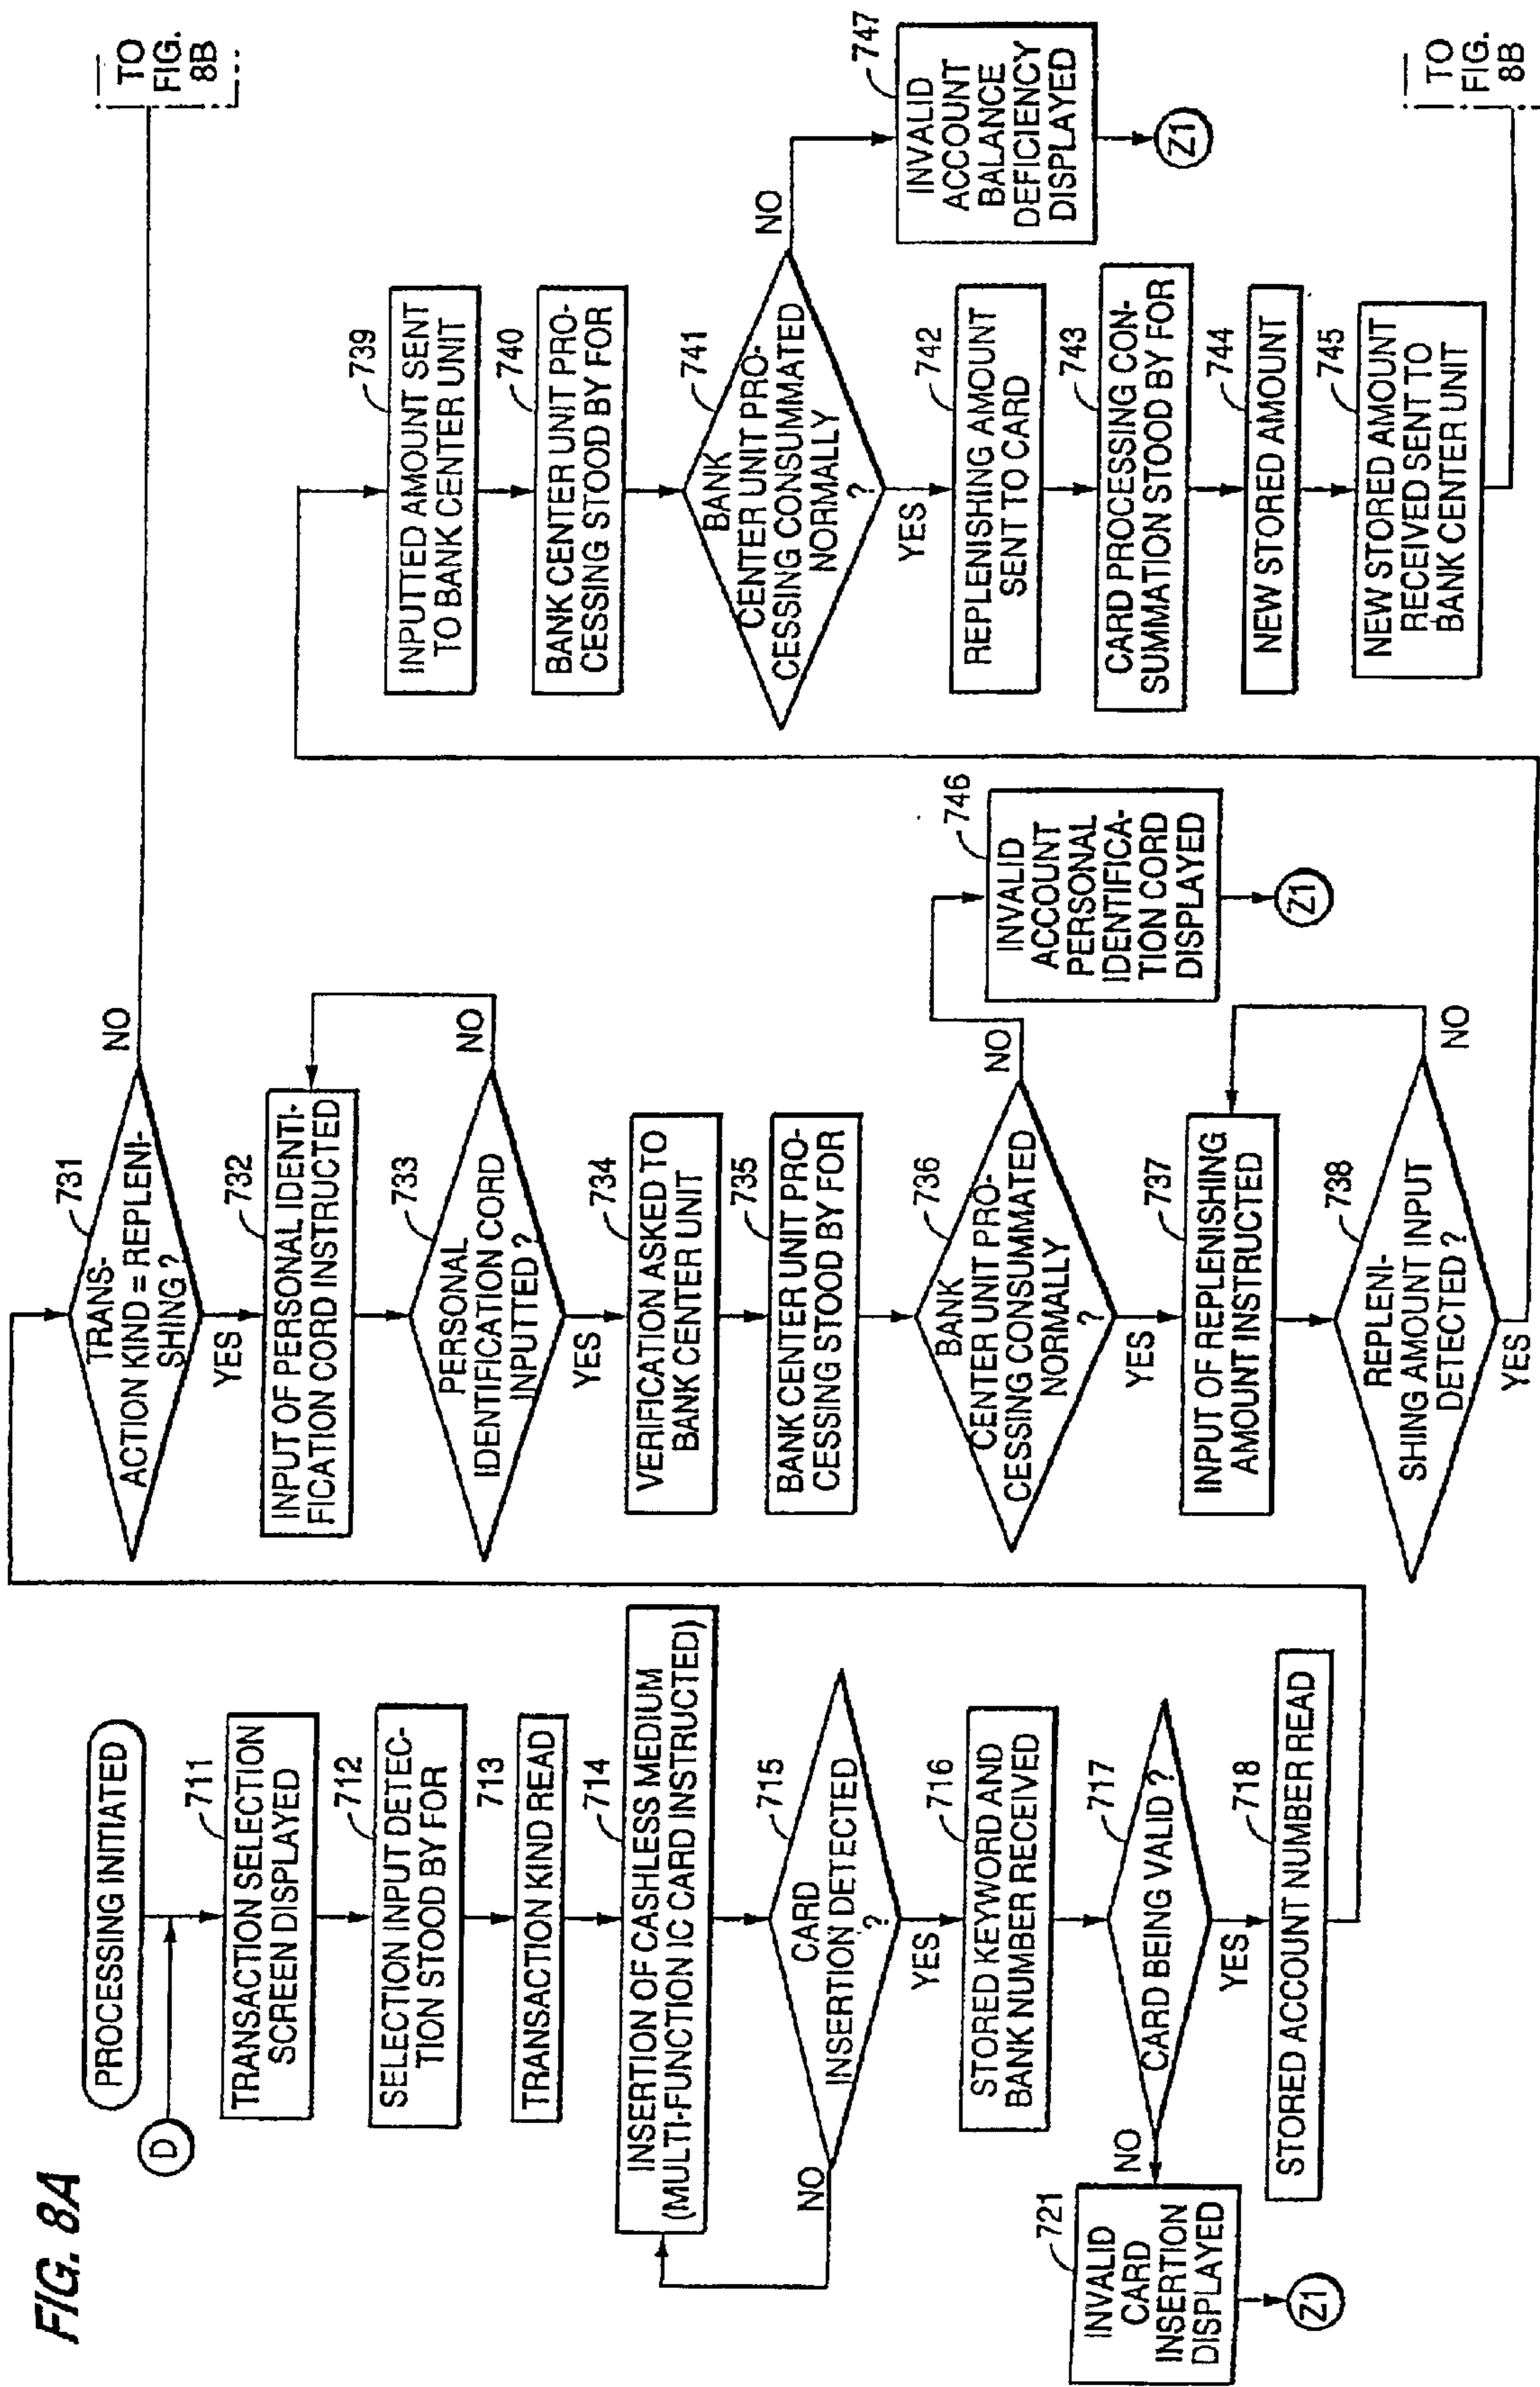 FIG. 8A
PROCESSING INITIATED
D
711
TRANSACTION SELECTION
SCREEN DISPLAYED
712
SELECTION INPUT DETEC-
TION STOOD BY FOR
713
TRANSACTION KIND READ
714
INSERTION OF CASHLESS MEDIUM
(MULTI-FUNCTION IC CARD INSTRUCTED)
715
CARD
INSERTION DETECTED
?
NO
YES
716
STORED KEYWORD AND
BANK NUMBER RECEIVED
717
CARD BEING VALID ?
NO
YES
721
INVALID
CARD
INSERTION
DISPLAYED
Z1
718
STORED ACCOUNT NUMBER READ
731
TRANS-
ACTION KIND = REPLENI-
SHING ?
NO
YES
TO
FIG.
8B
732
INPUT OF PERSONAL IDENTI-
FICATION CORD INSTRUCTED
733
PERSONAL
IDENTIFICATION CORD
INPUTTED ?
NO
YES
734
VERIFICATION ASKED TO
BANK CENTER UNIT
735
BANK CENTER UNIT PRO-
CESSING STOOD BY FOR
736
BANK
CENTER UNIT PRO-
CESSING CONSUMMATED
NORMALLY
?
NO
YES
746
INVALID
ACCOUNT
PERSONAL
IDENTIFICA-
TION CORD
DISPLAYED
Z1
737
INPUT OF REPLENISHING
AMOUNT INSTRUCTED
738
REPLENI-
SHING AMOUNT INPUT
DETECTED ?
NO
YES
739
INPUTTED AMOUNT SENT
TO BANK CENTER UNIT
740
BANK CENTER UNIT PRO-
CESSING STOOD BY FOR
741
BANK
CENTER UNIT PRO-
CESSING CONSUMMATED
NORMALLY
?
NO
YES
747
INVALID
ACCOUNT
BALANCE
DEFICIENCY
DISPLAYED
Z1
742
REPLENISHING AMOUNT
SENT TO CARD
743
CARD PROCESSING CON-
SUMMATION STOOD BY FOR
744
NEW STORED AMOUNT
745
NEW STORED AMOUNT
RECEIVED SENT TO
BANK CENTER UNIT
TO
FIG.
8B